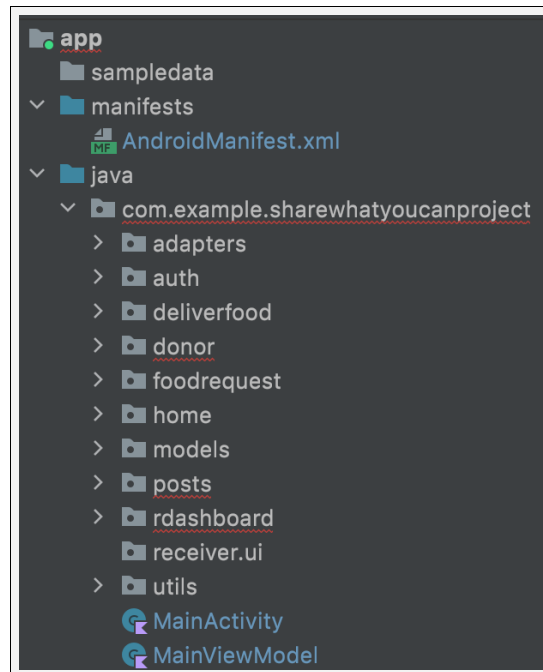 app
sampledata
manifests
MF AndroidManifest.xml
java
com.example.sharewhatyoucanproject
adapters
auth
deliverfood
donor
foodrequest
home
models
posts
rdashboard
receiver.ui
utils
MainActivity
MainViewModel